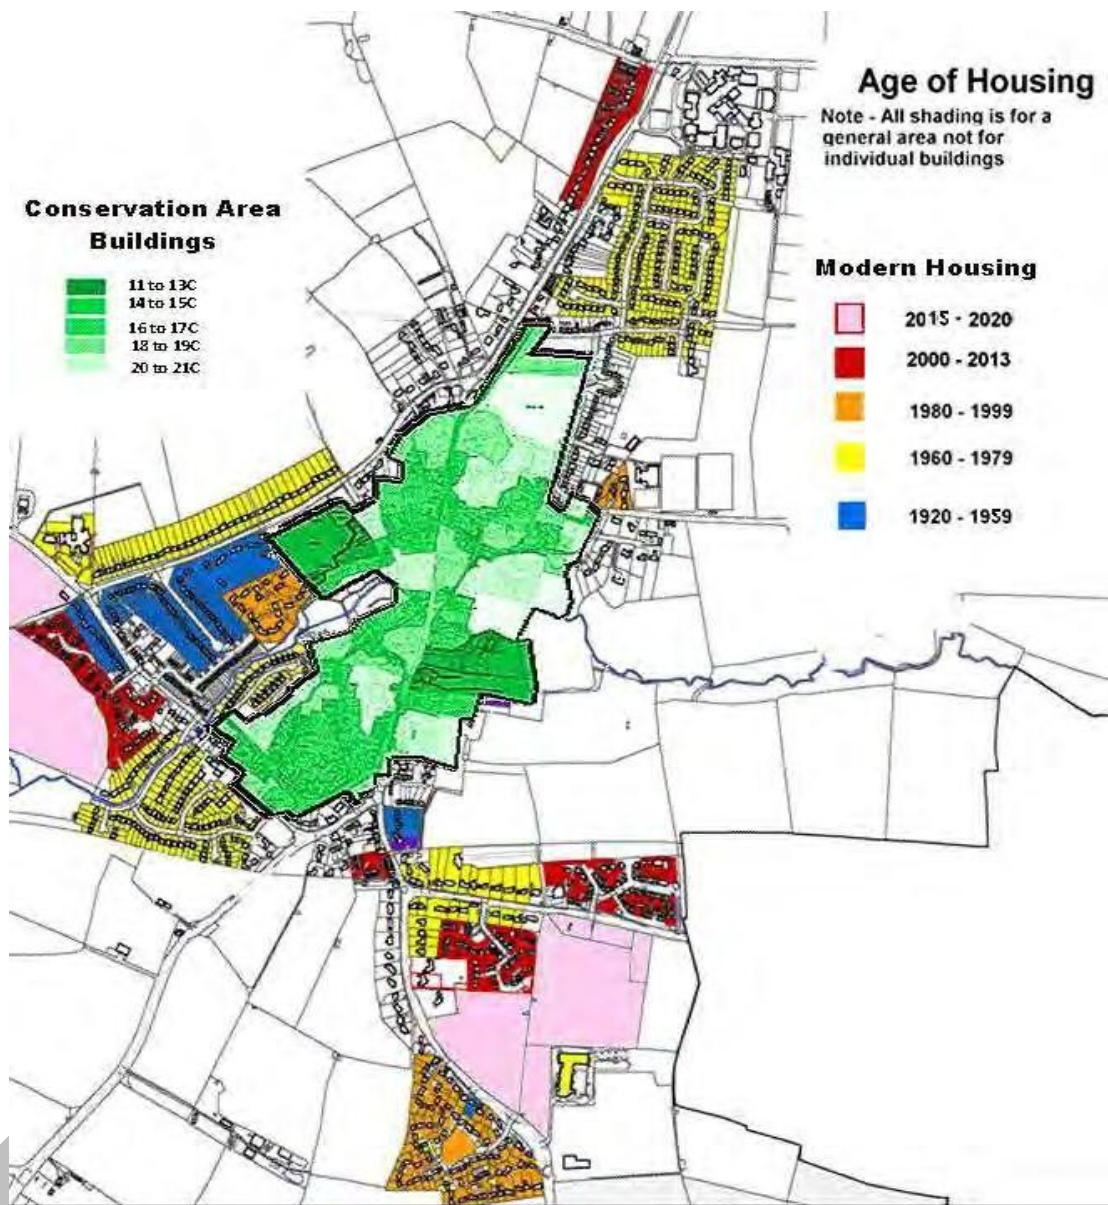 Age of Housing
Note - All shading is for a
general area not for
individual buildings
Conservation Area
Buildings
11 to 13C
14 to 15C
16 to 17C
18 to 19C
20 to 21C
Modern Housing
2015 - 2020
2000 - 2013
1980 - 1999
1960 - 1979
1920 - 1959